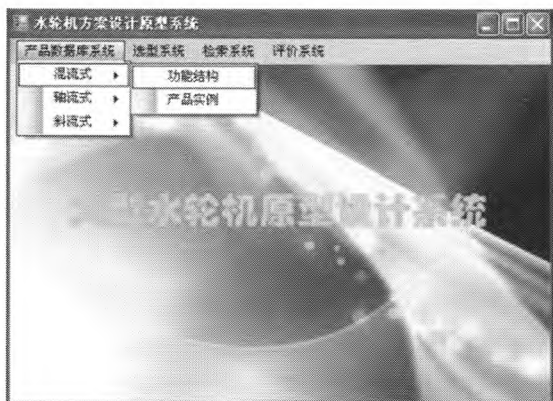 水轮机方案设计原型系统
产品数据库系统 选型系统 检索系统 评价系统
混流式 功能结构
轴流式 产品实例
斜流式
水轮机原型设计系统